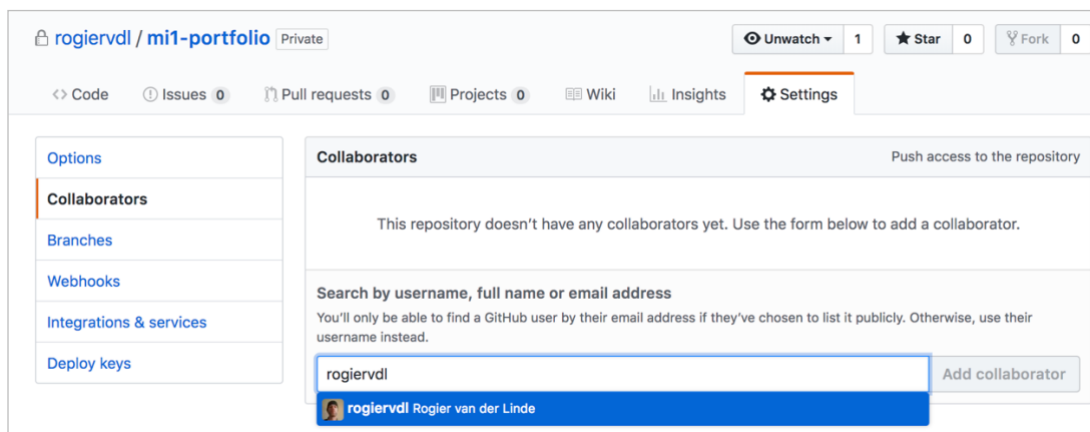 rogiervdl / mi1-portfolio Private
Unwatch 1 Star 0 Fork 0
Code Issues 0 Pull requests 0 Projects 0 Wiki Insights Settings
Options
Collaborators
Branches
Webhooks
Integrations & services
Deploy keys
Collaborators Push access to the repository
This repository doesn't have any collaborators yet. Use the form below to add a collaborator.
Search by username, full name or email address
You'll only be able to find a GitHub user by their email address if they've chosen to list it publicly. Otherwise, use their
username instead.
rogiervdl Add collaborator
rogiervdl Rogier van der Linde